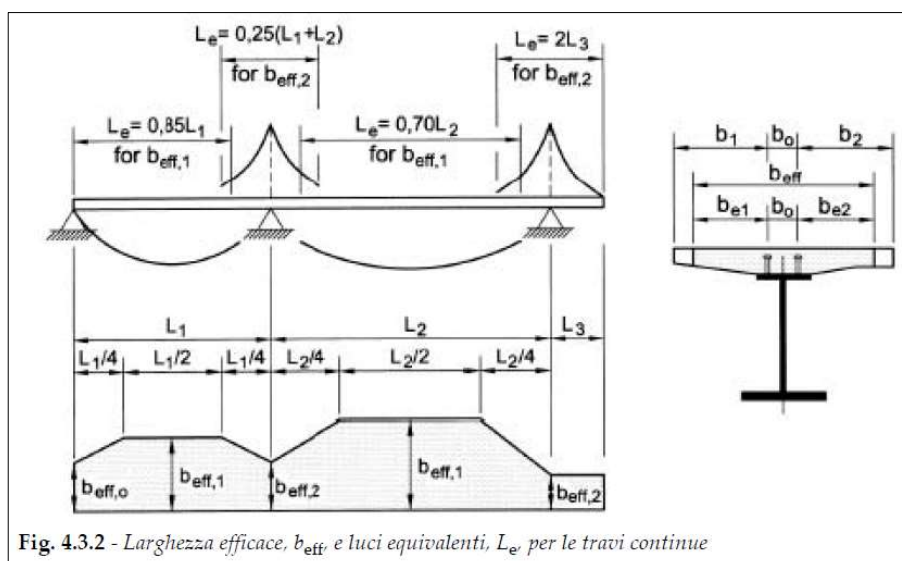 Le= 0,25(L1+L2)
for beff,2
Le= 2L3
for beff,2
Le= 0,85L1
for beff,1
Le= 0,70L2
for beff,1
b1 bo b2
beff
be1 bo be2
L1 L2 L3
L1/4 L1/2 L1/4 L2/4 L2/2 L2/4
beff,o beff,1 beff,2 beff,1 beff,2
Fig. 4.3.2 - Larghezza efficace, beff, e luci equivalenti, Le, per le travi continue